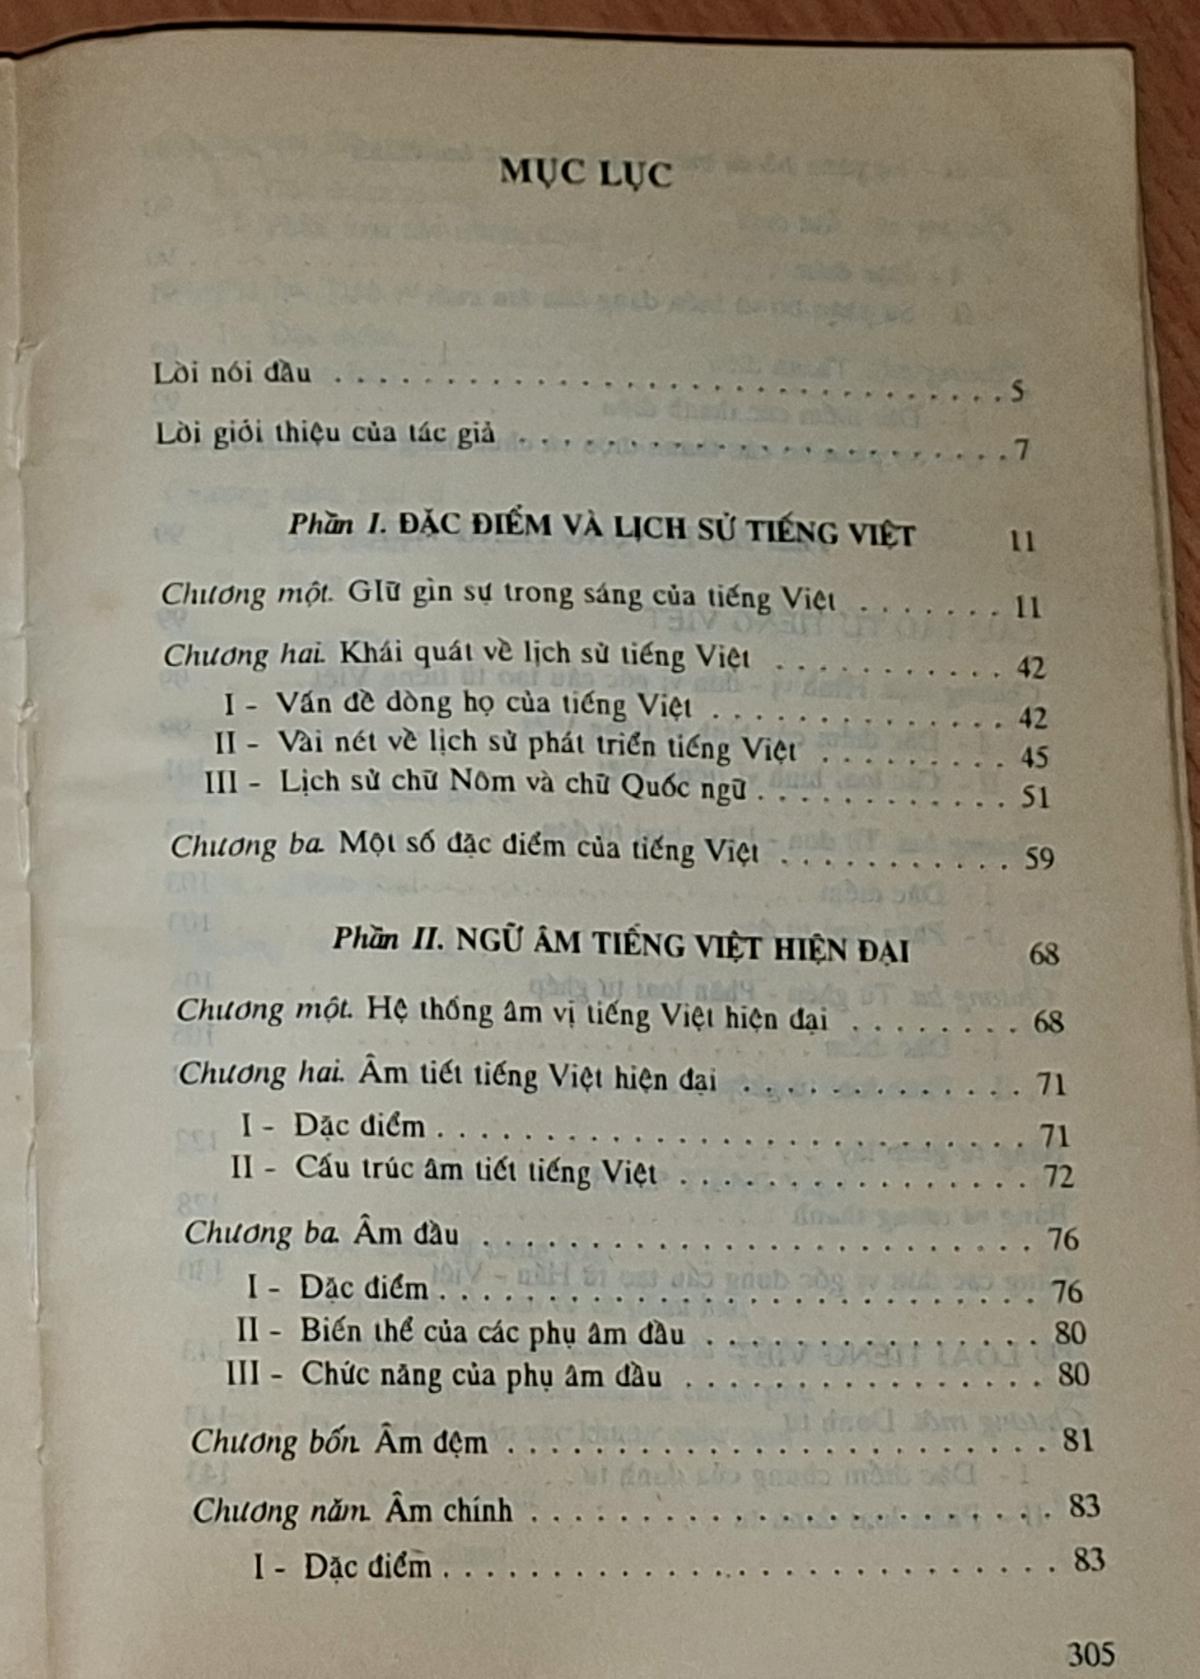 MỤC LỤC
Lời nói đầu . . . . . . . . . . . . . . . . . . . . . . . . 5
Lời giới thiệu của tác giả . . . . . . . . . . . . . . . . . 7
Phần I. ĐẶC ĐIỂM VÀ LỊCH SỬ TIẾNG VIỆT 11
Chương một. GIữ gìn sự trong sáng của tiếng Việt . . . . . . . 11
Chương hai. Khái quát về lịch sử tiếng Việt . . . . . . . . . . 42
I - Vấn đề dòng họ của tiếng Việt . . . . . . . . . . . . . 42
II - Vài nét về lịch sử phát triển tiếng Việt . . . . . . . . . 45
III - Lịch sử chữ Nôm và chữ Quốc ngữ . . . . . . . . . . . 51
Chương ba. Một số đặc điểm của tiếng Việt . . . . . . . . . . 59
Phần II. NGỮ ÂM TIẾNG VIỆT HIỆN ĐẠI 68
Chương một. Hệ thống âm vị tiếng Việt hiện đại . . . . . . . . 68
Chương hai. Âm tiết tiếng Việt hiện đại . . . . . . . . . . . . 71
I - Đặc điểm . . . . . . . . . . . . . . . . . . . . . . . 71
II - Cấu trúc âm tiết tiếng Việt . . . . . . . . . . . . . . 72
Chương ba. Âm đầu . . . . . . . . . . . . . . . . . . . . . 76
I - Đặc điểm . . . . . . . . . . . . . . . . . . . . . . . 76
II - Biến thể của các phụ âm đầu . . . . . . . . . . . . . 80
III - Chức năng của phụ âm đầu . . . . . . . . . . . . . . 80
Chương bốn. Âm đệm . . . . . . . . . . . . . . . . . . . . 81
Chương năm. Âm chính . . . . . . . . . . . . . . . . . . . 83
I - Đặc điểm . . . . . . . . . . . . . . . . . . . . . . . 83
305